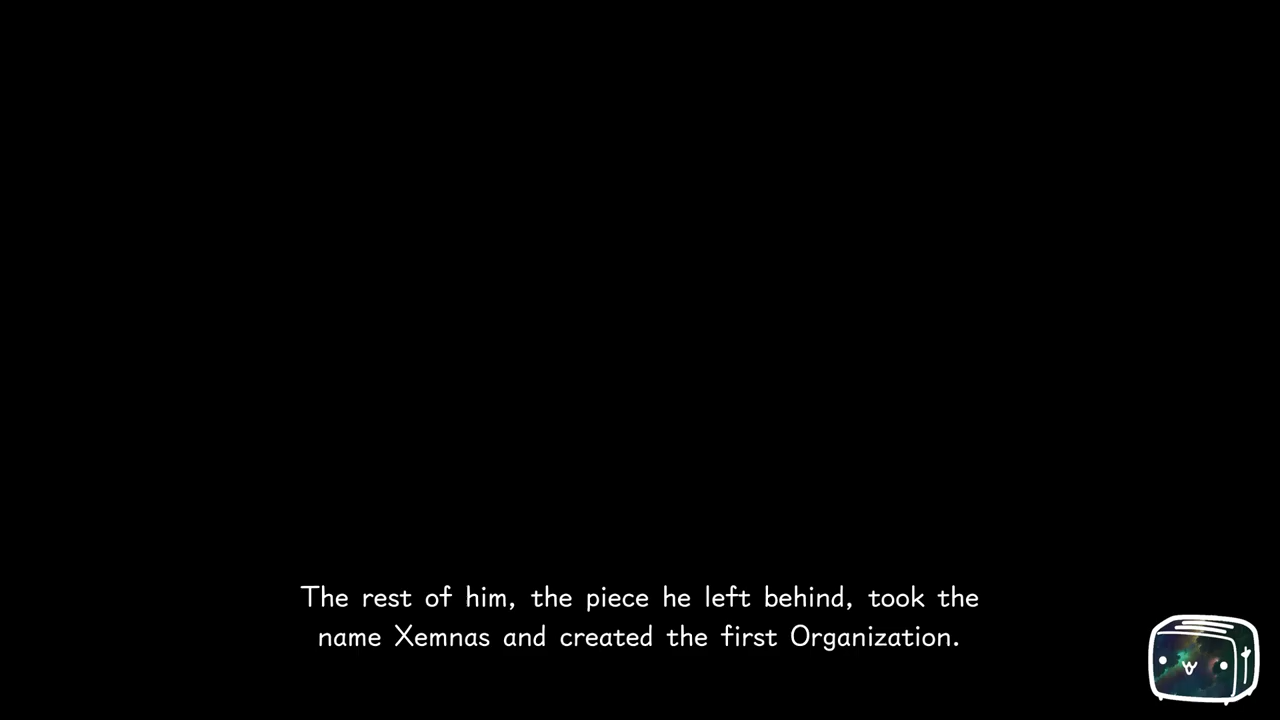 The rest of him, the piece he left behind, took the
name Xemnas and created the first Organization.